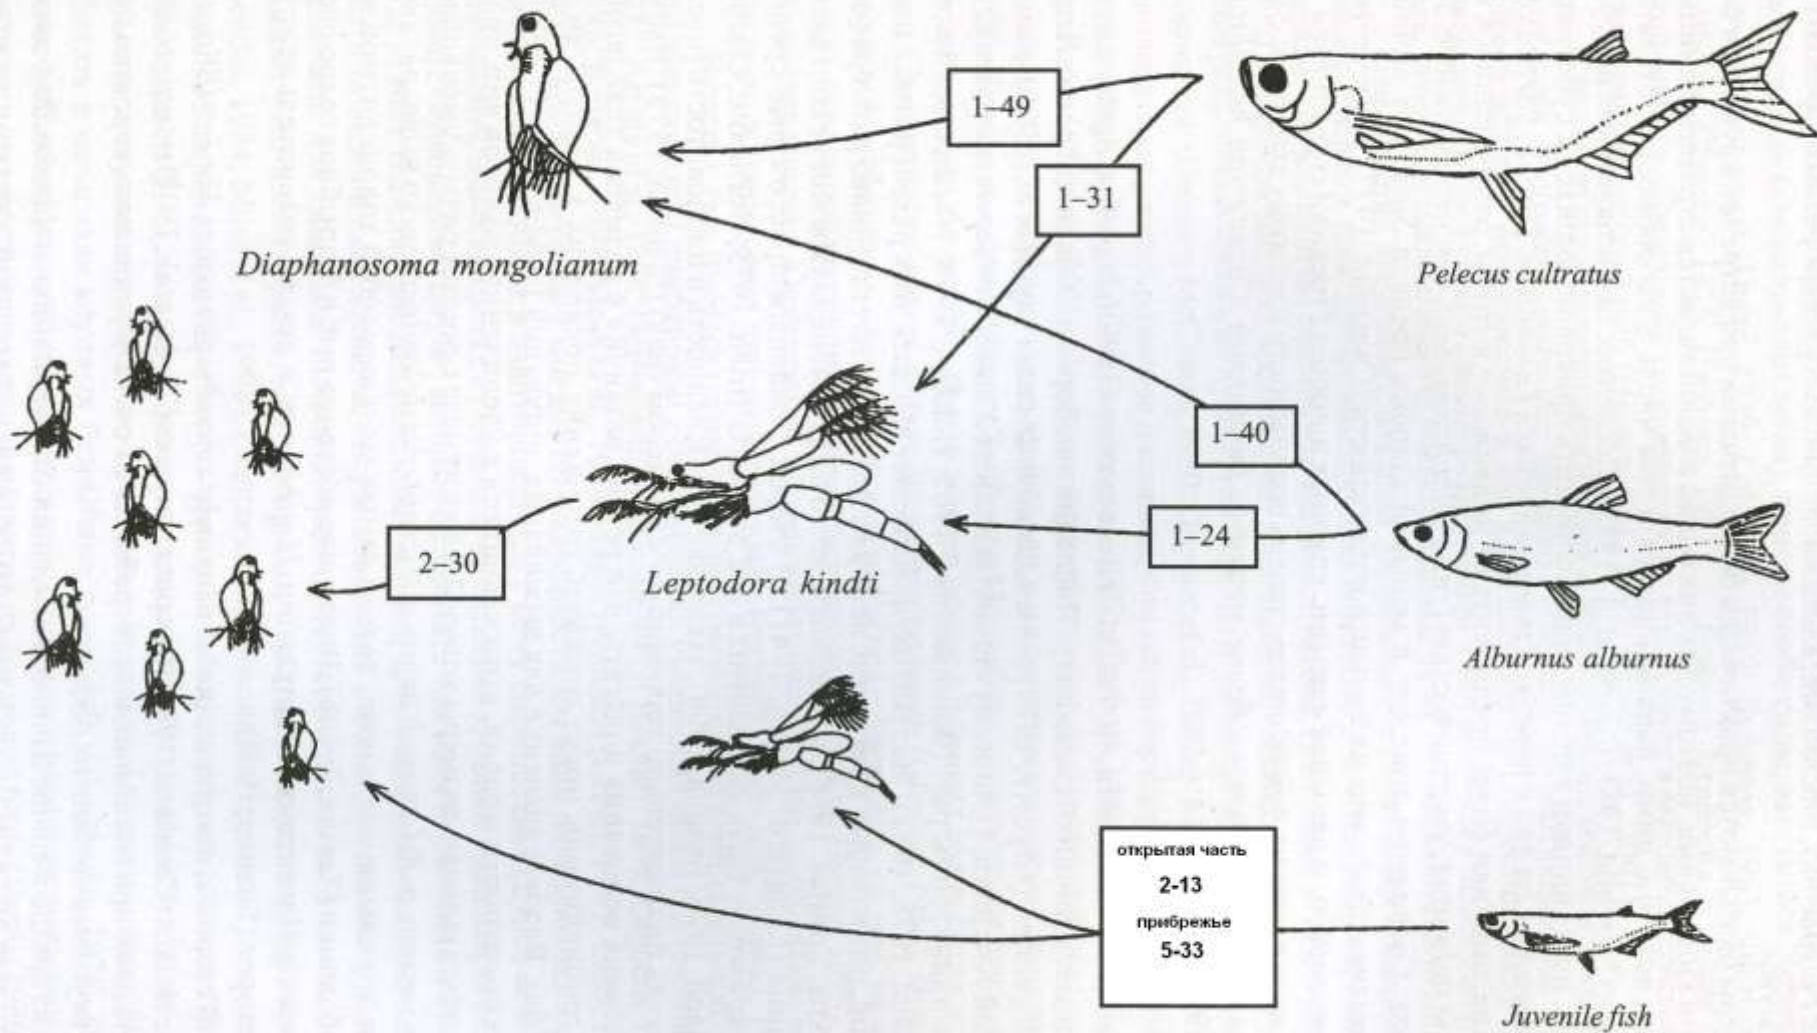 1–49
1–31
Diaphanosoma mongolianum
Pelecus cultratus
1–40
1–24
2–30
Leptodora kindti
Alburnus alburnus
открытая часть
2-13
прибрежье
5-33
Juvenile fish